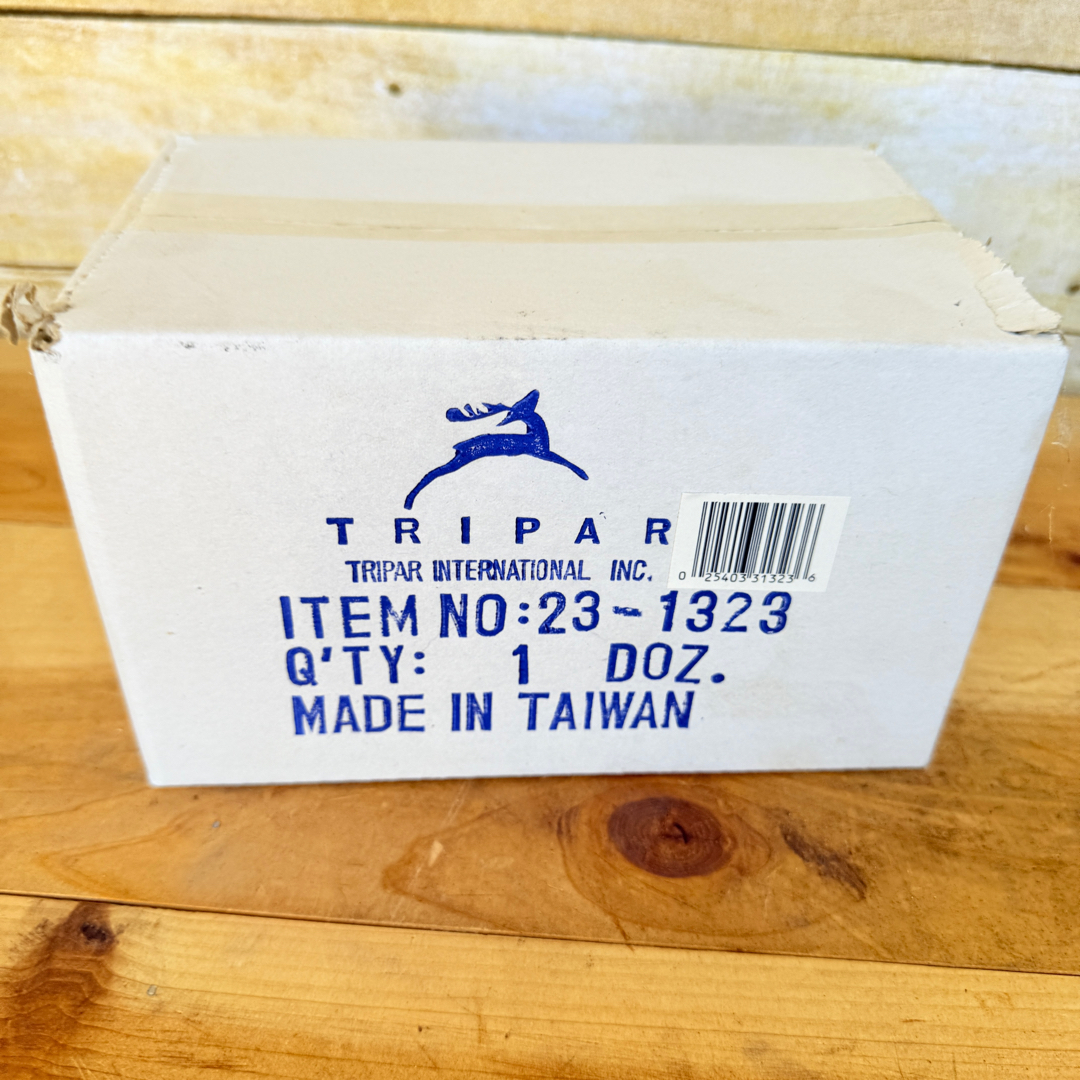 TRIPAR
TRIPAR INTERNATIONAL INC.
0 25403 31323 6
ITEM NO:23-1323
Q'TY: 1 DOZ.
MADE IN TAIWAN